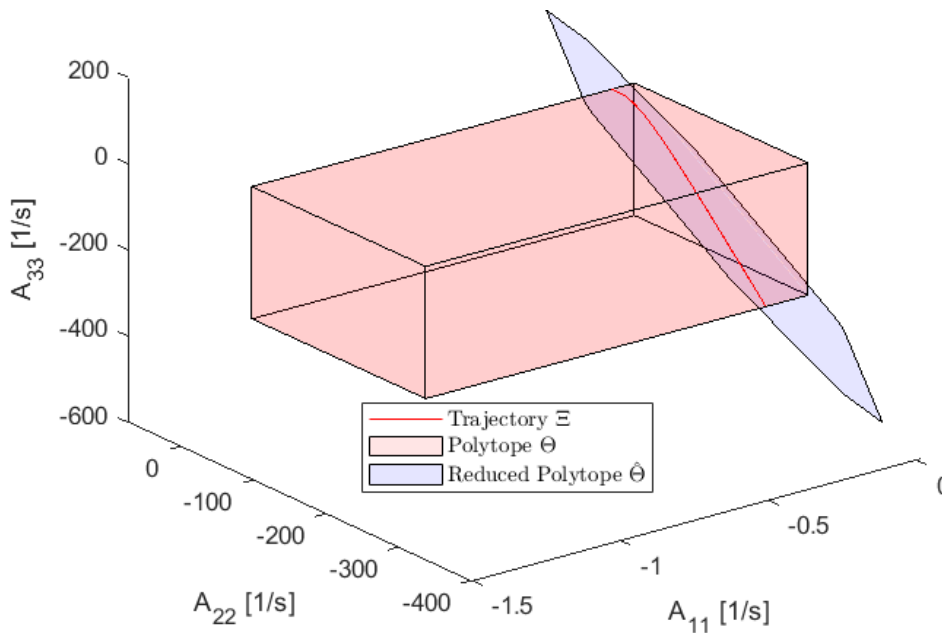 200
0
-200
-400
-600
A33 [1/s]
0
-100
-200
-300
-400
A22 [1/s]
-1.5
-1
-0.5
0
A11 [1/s]
Trajectory Ξ
Polytope Θ
Reduced Polytope Θ̂